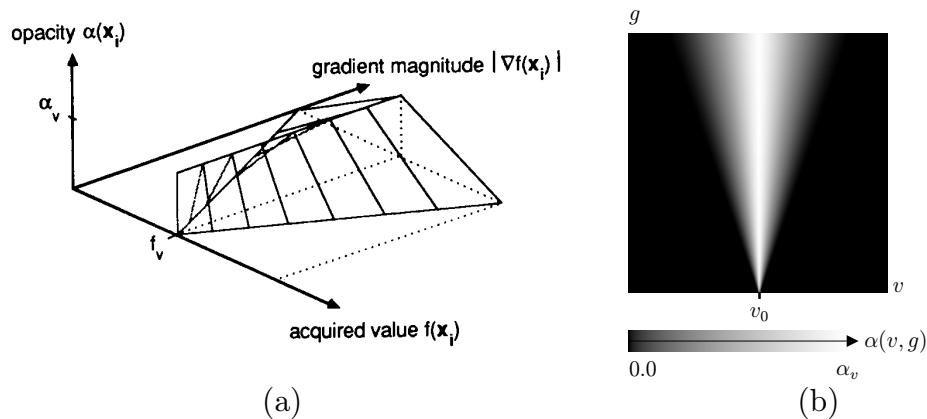 opacity α(xᵢ)
gradient magnitude | ∇f(xᵢ) |
αᵥ
fᵥ
acquired value f(xᵢ)
(a)
g
v
v₀
α(v, g)
0.0
αᵥ
(b)